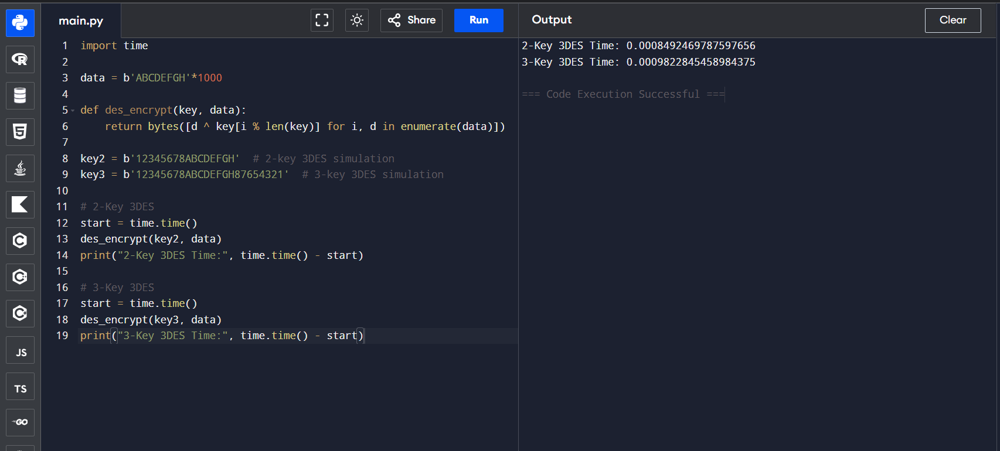 main.py
Share
Run
Output
Clear
1 import time
2
3 data = b'ABCDEFGH'*1000
4
5 def des_encrypt(key, data):
6     return bytes([d ^ key[i % len(key)] for i, d in enumerate(data)])
7
8 key2 = b'12345678ABCDEFGH'  # 2-key 3DES simulation
9 key3 = b'12345678ABCDEFGH87654321'  # 3-key 3DES simulation
10
11 # 2-Key 3DES
12 start = time.time()
13 des_encrypt(key2, data)
14 print("2-Key 3DES Time:", time.time() - start)
15
16 # 3-Key 3DES
17 start = time.time()
18 des_encrypt(key3, data)
19 print("3-Key 3DES Time:", time.time() - start)
2-Key 3DES Time: 0.0008492469787597656
3-Key 3DES Time: 0.0009822845458984375
=== Code Execution Successful ===
R
5
C
C++
C#
JS
TS
GO